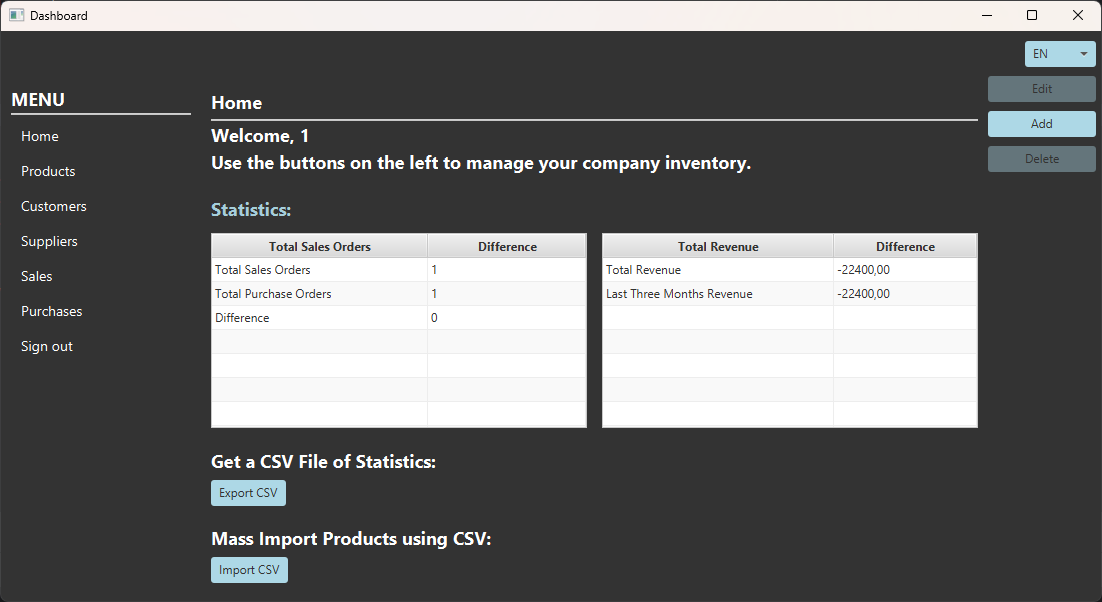 Dashboard
EN
Edit
Add
Delete
MENU
Home
Products
Customers
Suppliers
Sales
Purchases
Sign out
Home
Welcome, 1
Use the buttons on the left to manage your company inventory.
Statistics:
Total Sales Orders Difference
Total Sales Orders 1
Total Purchase Orders 1
Difference 0
Total Revenue Difference
Total Revenue -22400,00
Last Three Months Revenue -22400,00
Get a CSV File of Statistics:
Export CSV
Mass Import Products using CSV:
Import CSV